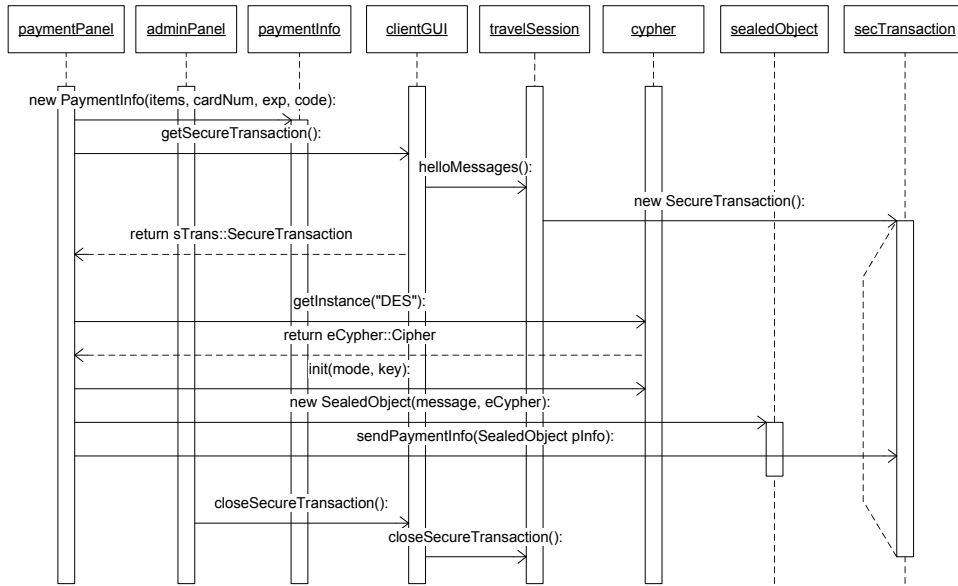 paymentPanel adminPanel paymentInfo clientGUI travelSession cypher sealedObject secTransaction
new PaymentInfo(items, cardNum, exp, code):
getSecureTransaction():
helloMessages():
new SecureTransaction():
return sTrans::SecureTransaction
getInstance("DES"):
return eCypher::Cipher
init(mode, key):
new SealedObject(message, eCypher):
sendPaymentInfo(SealedObject pInfo):
closeSecureTransaction():
closeSecureTransaction():